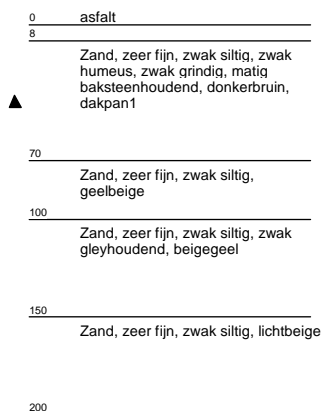 0 asfalt
8
Zand, zeer fijn, zwak siltig, zwak
humeus, zwak grindig, matig
baksteenhoudend, donkerbruin,
dakpan1
70
Zand, zeer fijn, zwak siltig,
geelbeige
100
Zand, zeer fijn, zwak siltig, zwak
gleyhoudend, beigegeel
150
Zand, zeer fijn, zwak siltig, lichtbeige
200